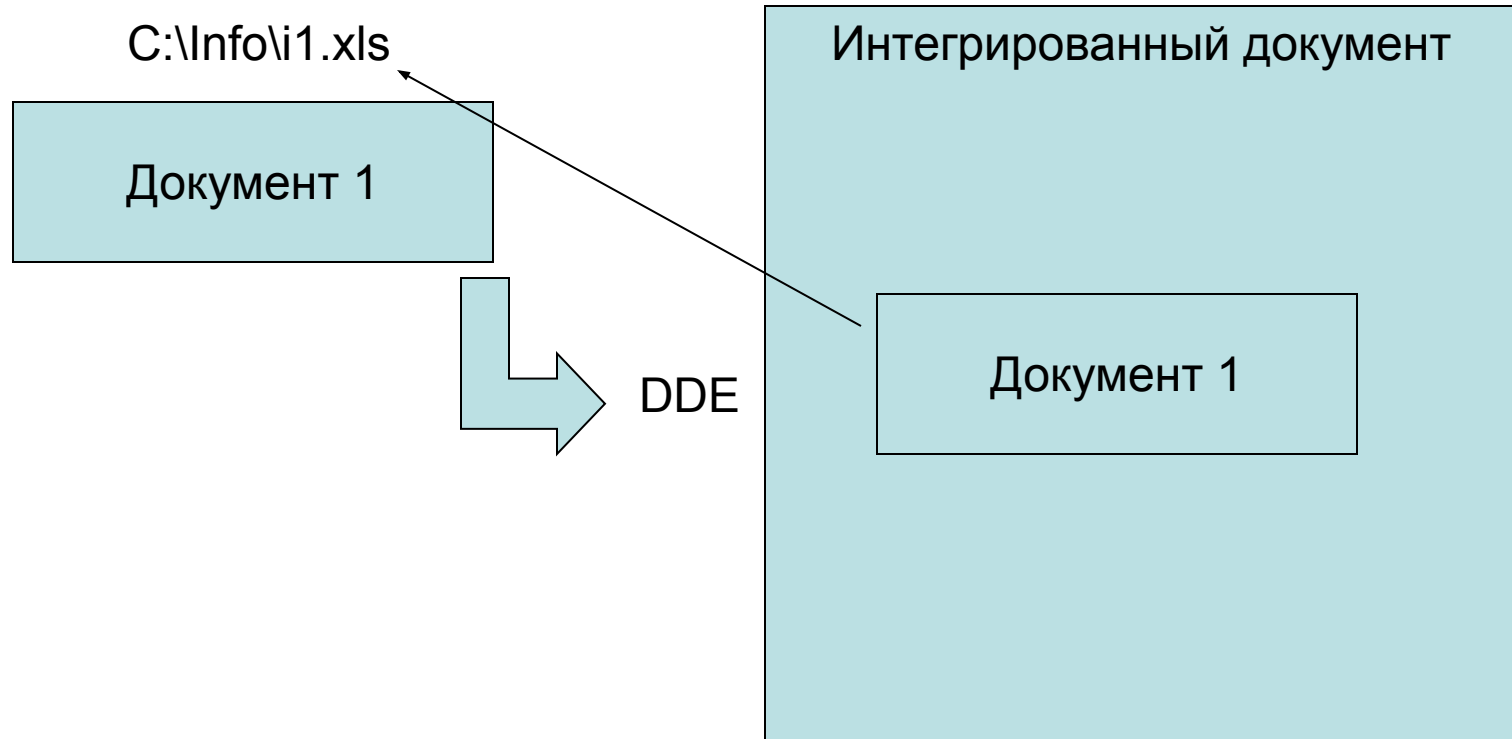 C:\Info\i1.xls
Документ 1
DDE
Интегрированный документ
Документ 1